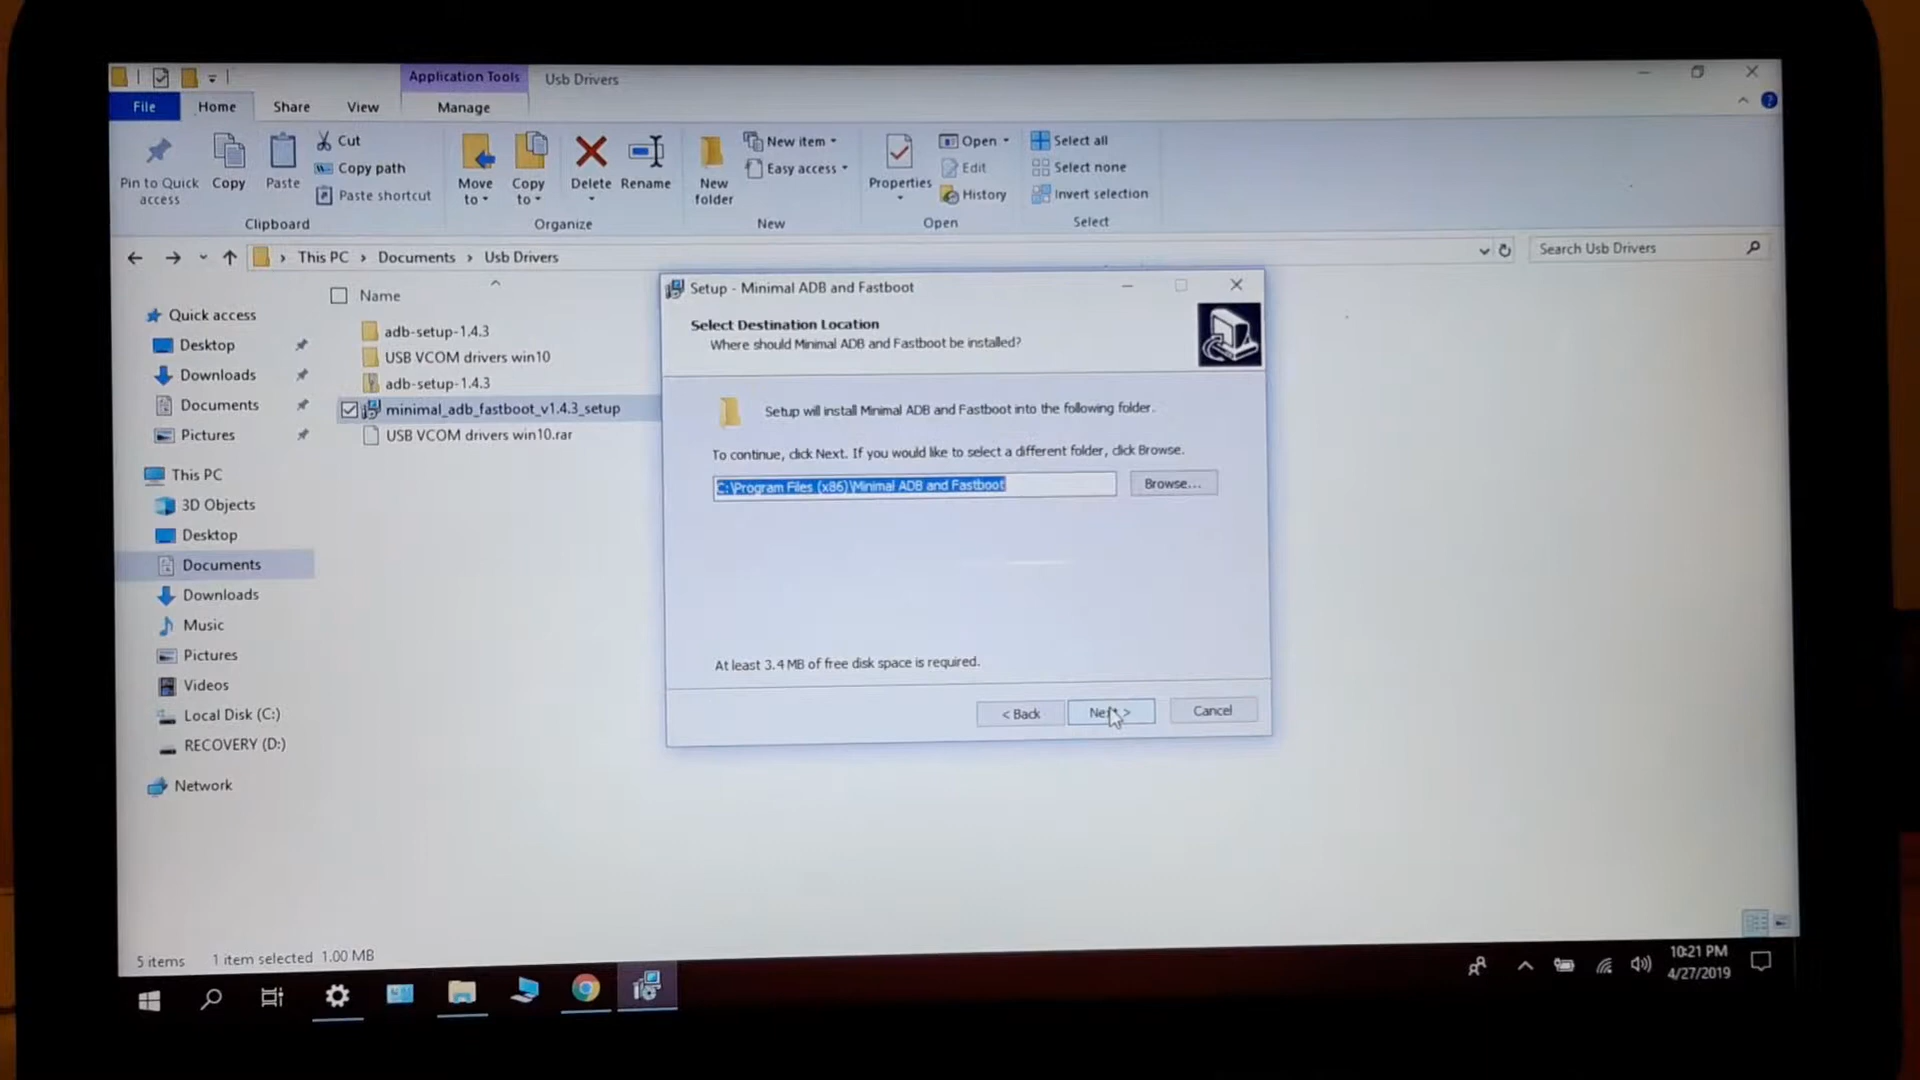 Application Tools
Usb Drivers
File
Home
Share
View
Manage
Pin to Quick access
Copy
Paste
Cut
Copy path
Paste shortcut
Clipboard
Move to
Copy to
Delete
Rename
Organize
New folder
New item
Easy access
New
Properties
Open
Edit
History
Open
Select all
Select none
Invert selection
Select
This PC > Documents > Usb Drivers
Search Usb Drivers
Name
Quick access
Desktop
Downloads
Documents
Pictures
This PC
3D Objects
Desktop
Documents
Downloads
Music
Pictures
Videos
Local Disk (C:)
RECOVERY (D:)
Network
adb-setup-1.4.3
USB VCOM drivers win10
adb-setup-1.4.3
minimal_adb_fastboot_v1.4.3_setup
USB VCOM drivers win10.rar
Setup - Minimal ADB and Fastboot
Select Destination Location
Where should Minimal ADB and Fastboot be installed?
Setup will install Minimal ADB and Fastboot into the following folder.
To continue, click Next. If you would like to select a different folder, click Browse.
C:\Program Files (x86)\Minimal ADB and Fastboot
Browse...
At least 3.4 MB of free disk space is required.
< Back
Next >
Cancel
5 items
1 item selected 1.00 MB
10:21 PM
4/27/2019